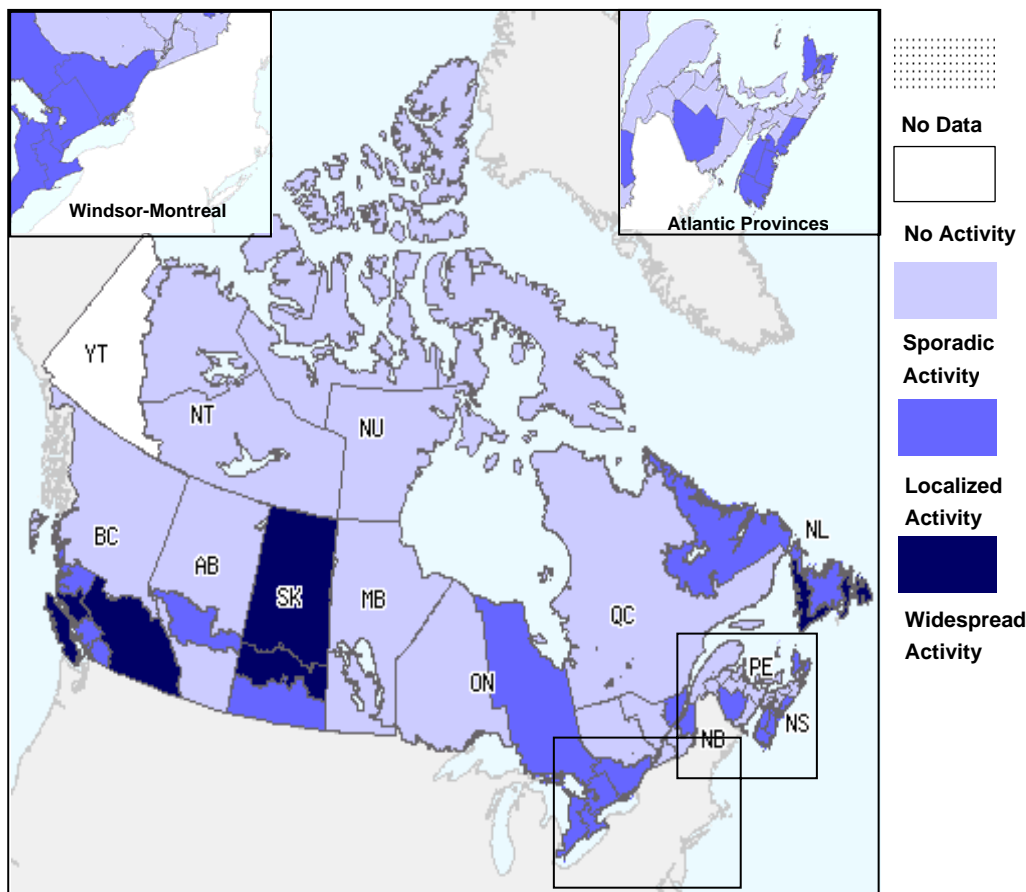 Windsor-Montreal
Atlantic Provinces
No Data
No Activity
Sporadic
Activity
Localized
Activity
Widespread
Activity
YT
NT
NU
BC
AB
SK
MB
ON
QC
NL
PE
NS
NB